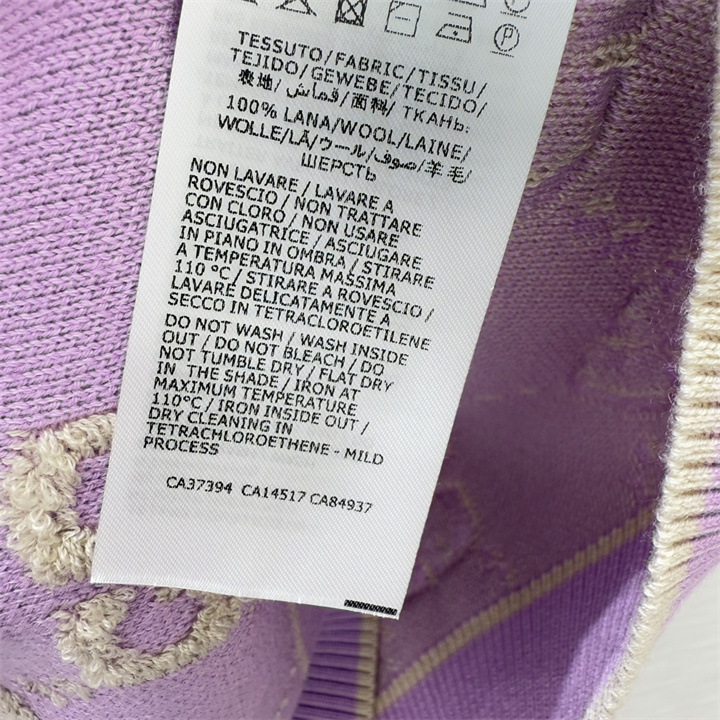 TESSUTO/FABRIC/TISSU/
TEJIDO/GEWEBE/TECIDO/
表地/قماش/面料/ ТКАНЬ:
100% LANA/WOOL/LAINE/
WOLLE/LÃ/ウール/صوف/羊毛/
ШЕРСТЬ
NON LAVARE / LAVARE A
ROVESCIO / NON TRATTARE
CON CLORO / NON USARE
ASCIUGATRICE / ASCIUGARE
IN PIANO IN OMBRA / STIRARE
A TEMPERATURA MASSIMA
110 °C / STIRARE A ROVESCIO /
LAVARE DELICATAMENTE A
SECCO IN TETRACLOROETILENE
DO NOT WASH / WASH INSIDE
OUT / DO NOT BLEACH / DO
NOT TUMBLE DRY / FLAT DRY
IN THE SHADE / IRON AT
MAXIMUM TEMPERATURE
110°C / IRON INSIDE OUT /
DRY CLEANING IN
TETRACHLOROETHENE - MILD
PROCESS
CA37394 CA14517 CA84937